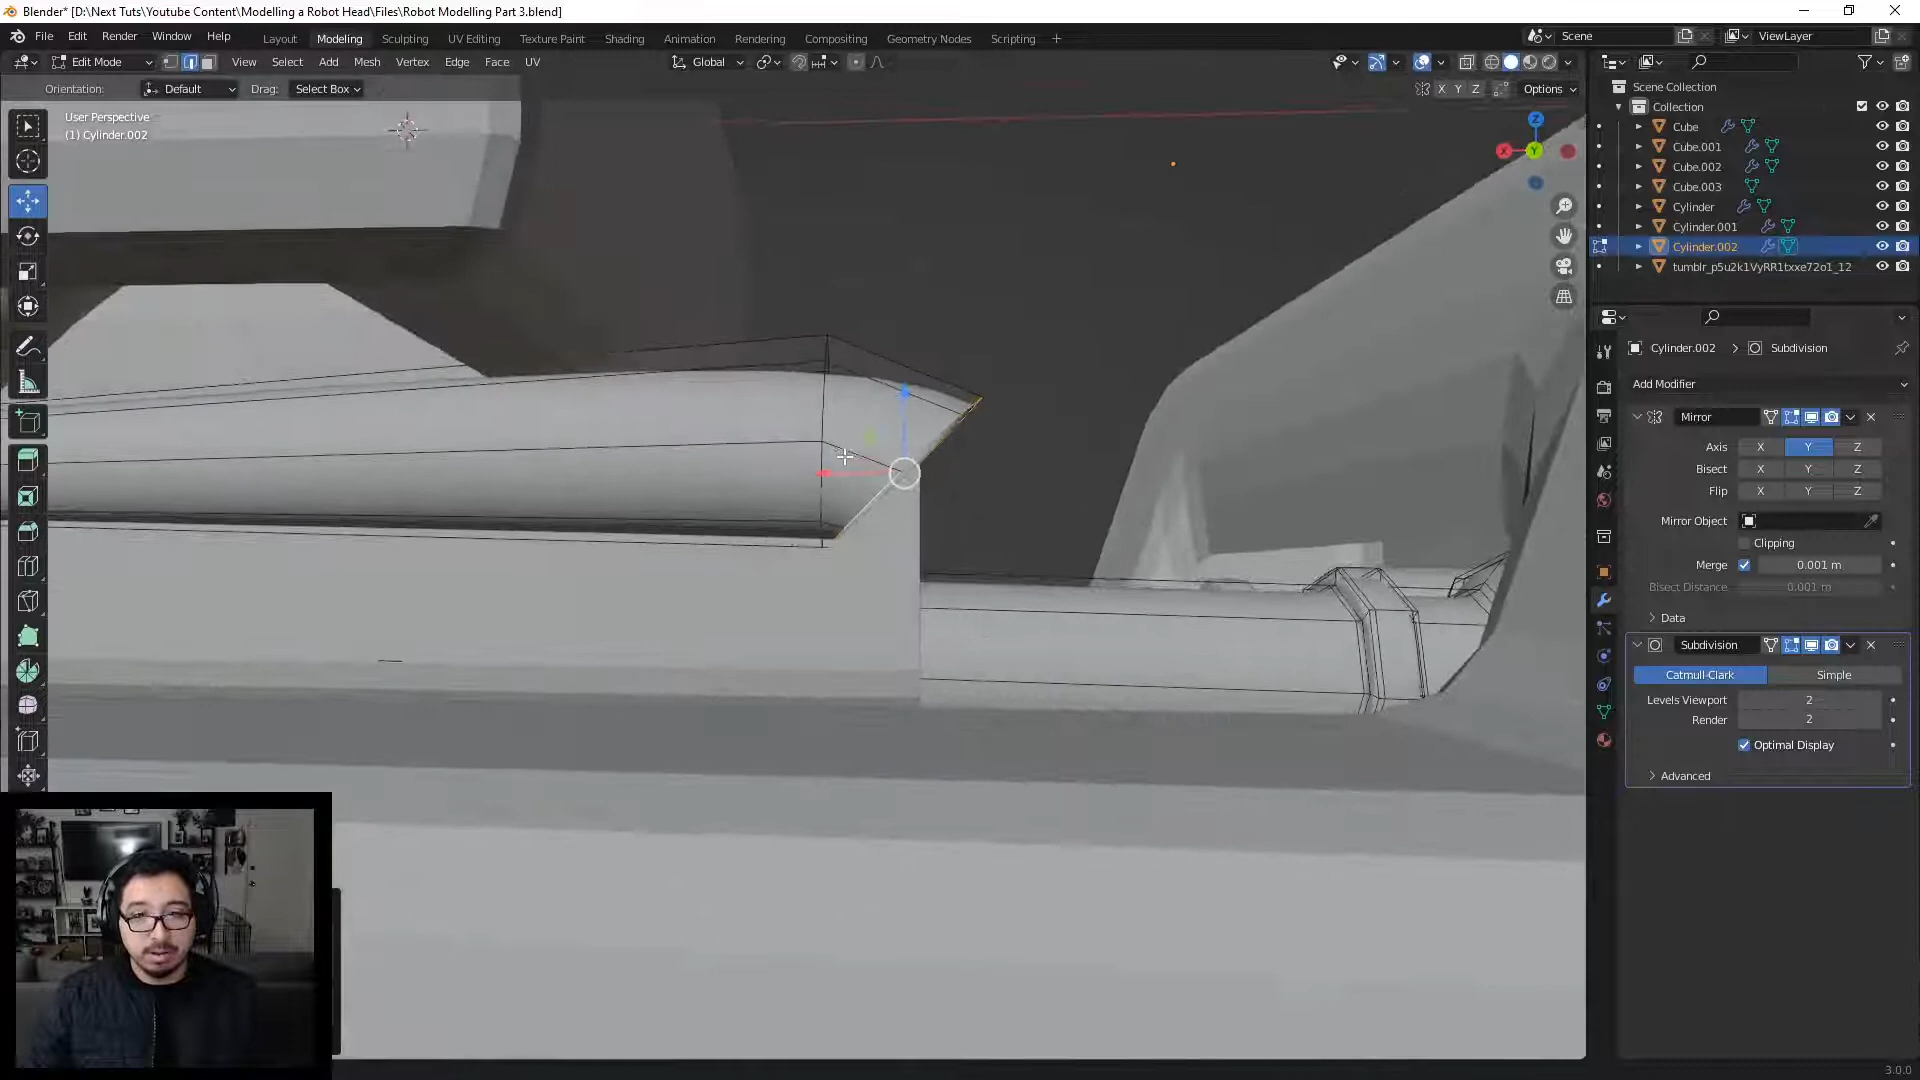 Blender* [D:\Next Tuts\Youtube Content\Modelling a Robot Head\Files\Robot Modelling Part 3.blend]
File Edit Render Window Help Layout Modeling Sculpting UV Editing Texture Paint Shading Animation Rendering Compositing Geometry Nodes Scripting + Scene ViewLayer
Edit Mode View Select Add Mesh Vertex Edge Face UV Global
Orientation: Default Drag: Select Box X Y Z Options
User Perspective
(1) Cylinder.002
Z
X
Y
Scene Collection
Collection
Cube
Cube.001
Cube.002
Cube.003
Cylinder
Cylinder.001
Cylinder.002
tumblr_p5u2k1VyRR1txxe72o1_12
Cylinder.002 > Subdivision
Add Modifier
Mirror
Axis X Y Z
Bisect X Y Z
Flip X Y Z
Mirror Object
Clipping
Merge 0.001 m
Bisect Distance 0.001 m
Data
Subdivision
Catmull-Clark Simple
Levels Viewport 2
Render 2
Optimal Display
Advanced
3.0.0